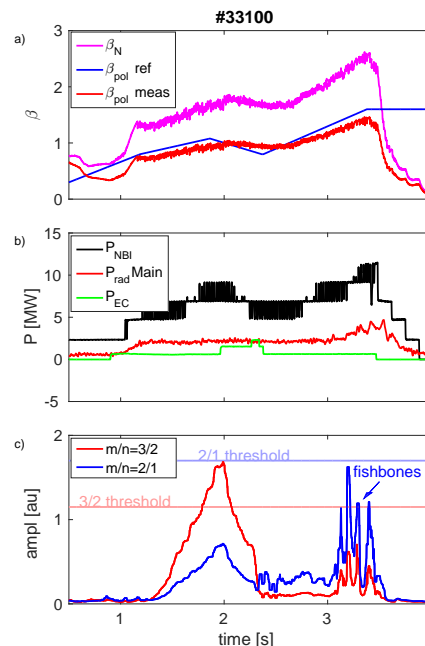 #33100
a)
β_N
β_pol ref
β_pol meas
β
3
2
1
0
b)
P_NBI
P_rad Main
P_EC
P [MW]
15
10
5
0
-5
c)
m/n=3/2
m/n=2/1
2/1 threshold
3/2 threshold
fishbones
ampl [au]
2
1
0
1 2 3
time [s]